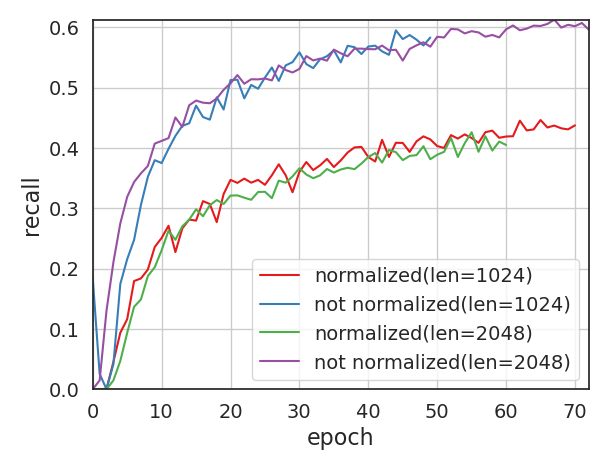 0.6
0.5
0.4
0.3
0.2
0.1
0.0
recall
normalized(len=1024)
not normalized(len=1024)
normalized(len=2048)
not normalized(len=2048)
0 10 20 30 40 50 60 70
epoch